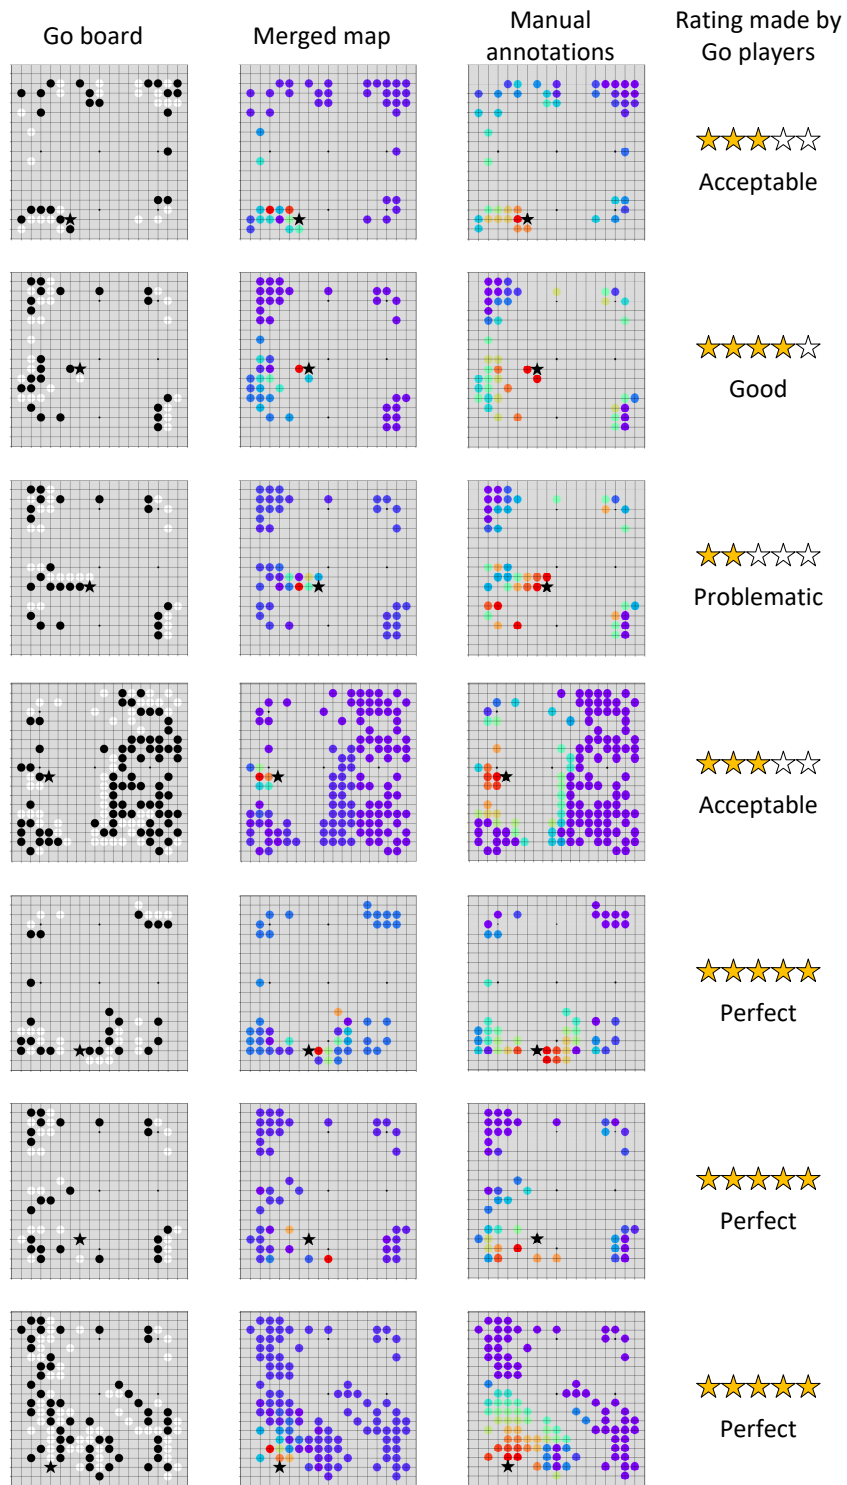 Go board
Merged map
Manual
annotations
Rating made by
Go players
Acceptable
Good
Problematic
Acceptable
Perfect
Perfect
Perfect